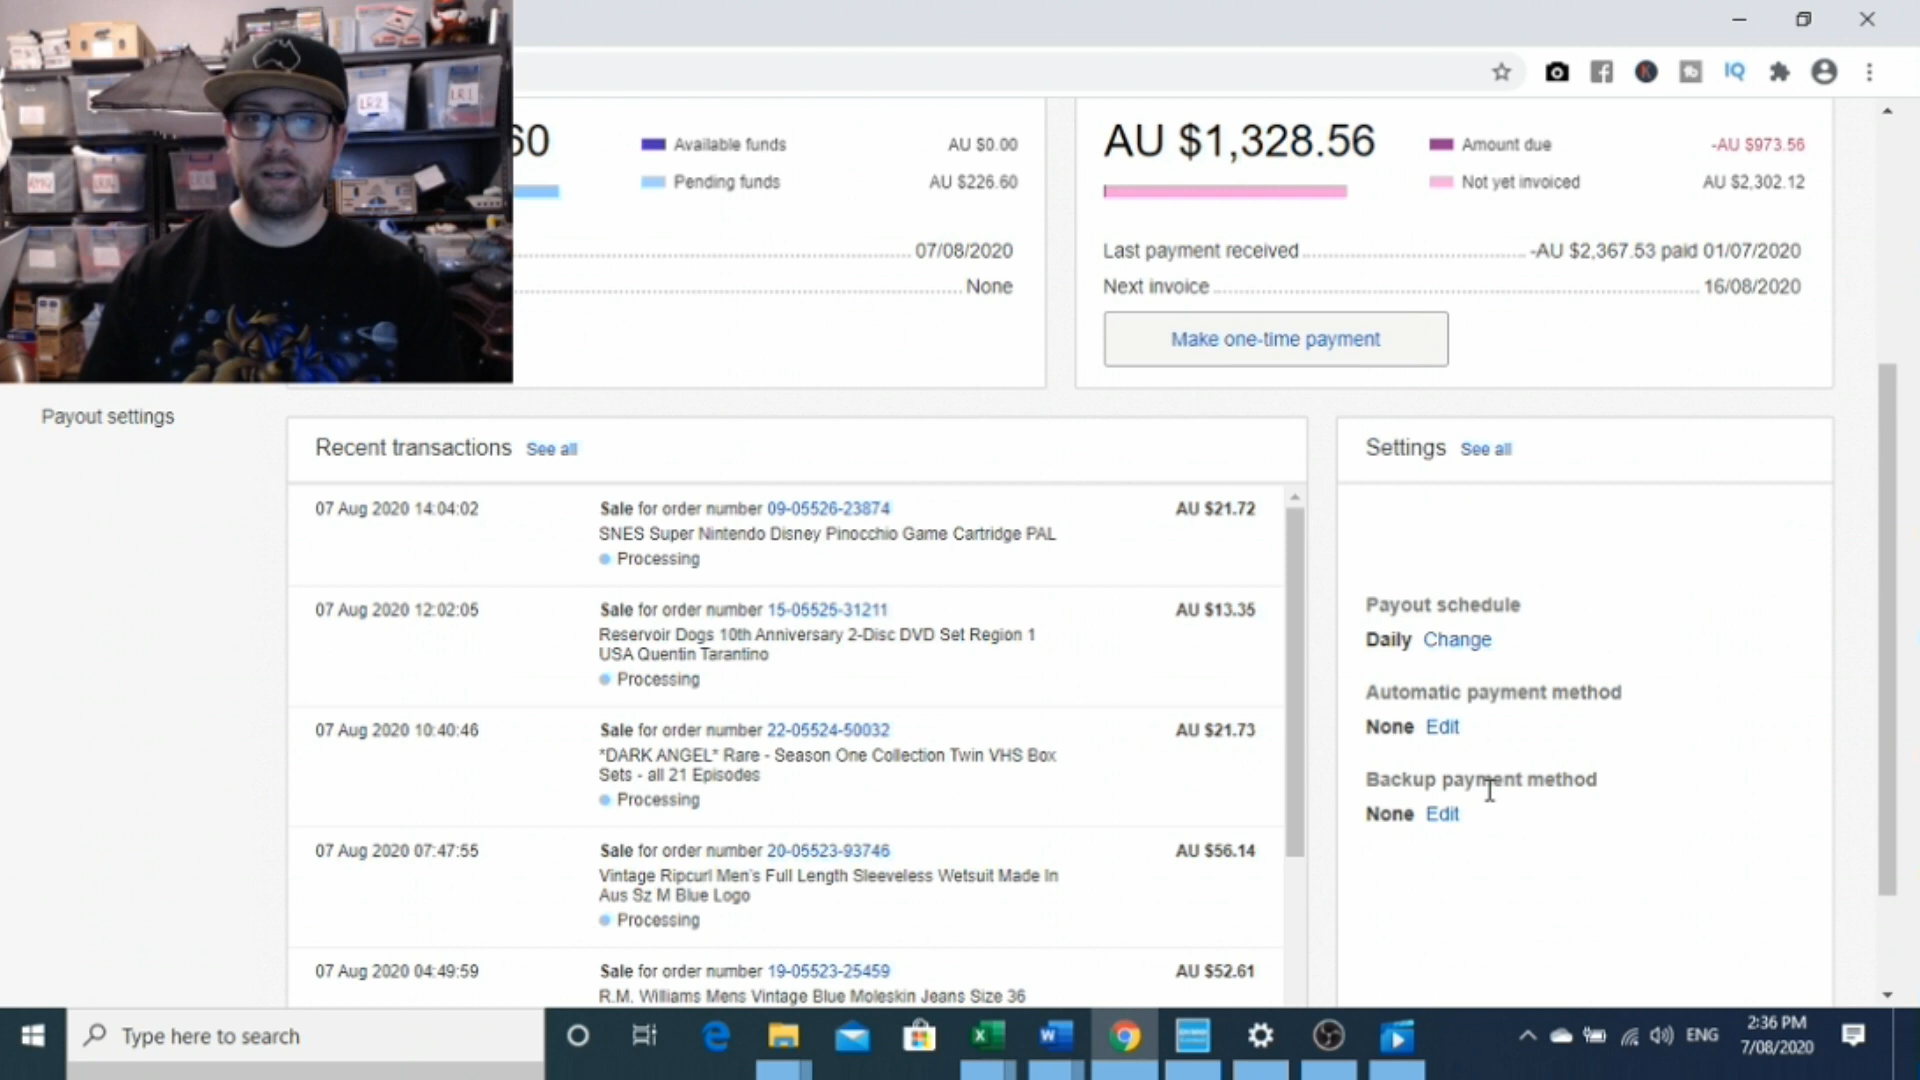 LR2
LR1
60
Available funds
AU $0.00
Pending funds
AU $226.60
07/08/2020
None
AU $1,328.56
Amount due
-AU $973.56
Not yet invoiced
AU $2,302.12
Last payment received
-AU $2,367.53 paid 01/07/2020
Next invoice
16/08/2020
Make one-time payment
Payout settings
Recent transactions See all
07 Aug 2020 14:04:02
Sale for order number 09-05526-23874
AU $21.72
SNES Super Nintendo Disney Pinocchio Game Cartridge PAL
Processing
07 Aug 2020 12:02:05
Sale for order number 15-05525-31211
AU $13.35
Reservoir Dogs 10th Anniversary 2-Disc DVD Set Region 1
USA Quentin Tarantino
Processing
07 Aug 2020 10:40:46
Sale for order number 22-05524-50032
AU $21.73
*DARK ANGEL* Rare - Season One Collection Twin VHS Box
Sets - all 21 Episodes
Processing
07 Aug 2020 07:47:55
Sale for order number 20-05523-93746
AU $56.14
Vintage Ripcurl Men's Full Length Sleeveless Wetsuit Made In
Aus Sz M Blue Logo
Processing
07 Aug 2020 04:49:59
Sale for order number 19-05523-25459
AU $52.61
R.M. Williams Mens Vintage Blue Moleskin Jeans Size 36
Settings See all
Payout schedule
Daily Change
Automatic payment method
None Edit
Backup payment method
None Edit
Type here to search
ENG
2:36 PM
7/08/2020